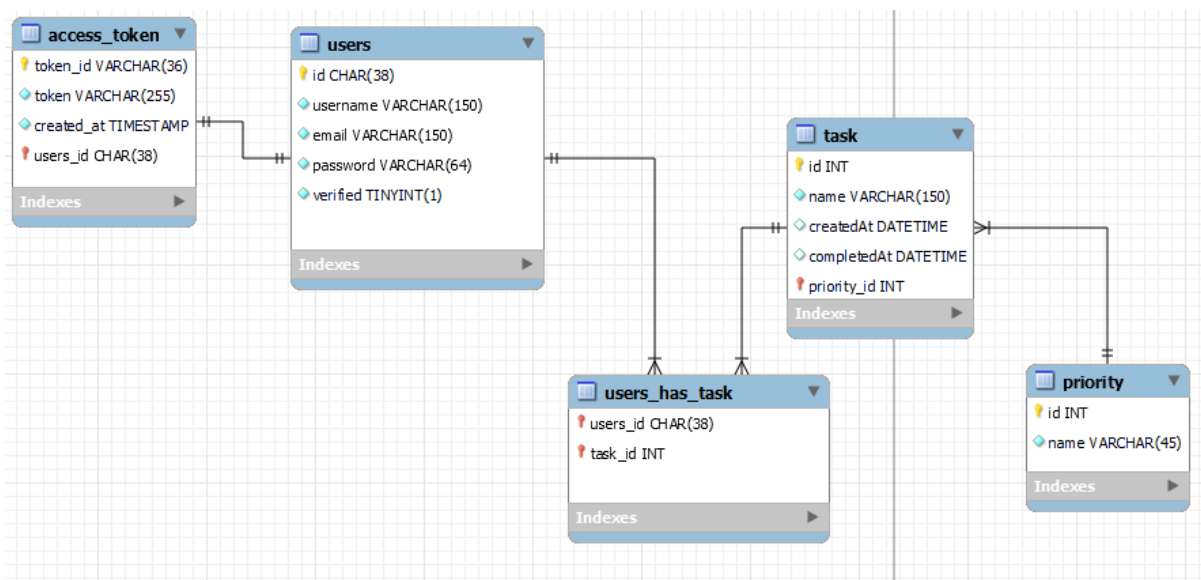 access_token
token_id VARCHAR(36)
token VARCHAR(255)
created_at TIMESTAMP
users_id CHAR(38)
Indexes
users
id CHAR(38)
username VARCHAR(150)
email VARCHAR(150)
password VARCHAR(64)
verified TINYINT(1)
Indexes
task
id INT
name VARCHAR(150)
createdAt DATETIME
completedAt DATETIME
priority_id INT
Indexes
users_has_task
users_id CHAR(38)
task_id INT
Indexes
priority
id INT
name VARCHAR(45)
Indexes